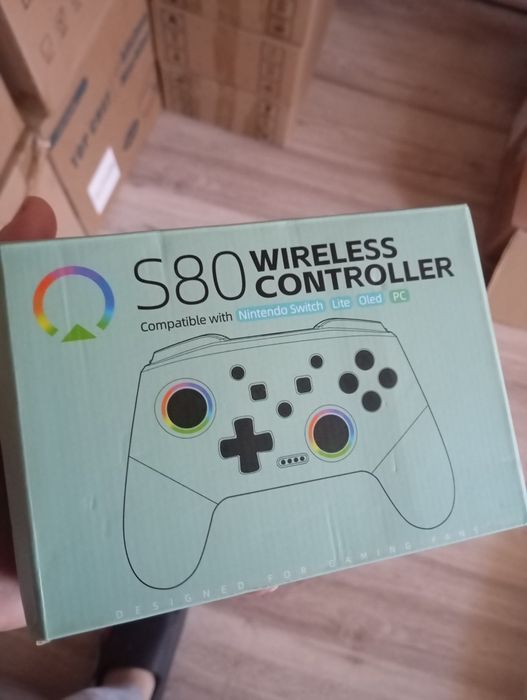 S80 WIRELESS
CONTROLLER
Compatible with Nintendo Switch Lite Oled PC
DESIGNED FOR GAMING FANS